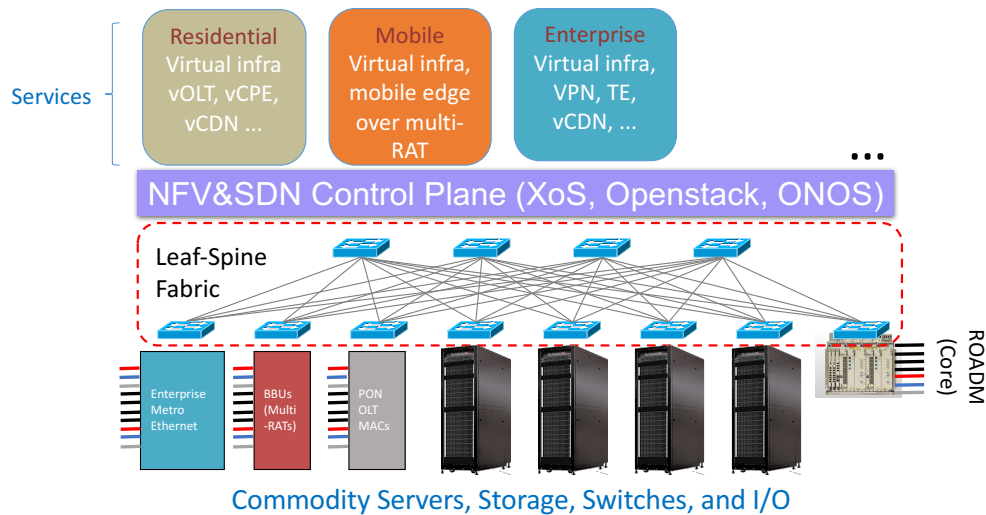 Residential
Virtual infra
vOLT, vCPE,
vCDN ...
Mobile
Virtual infra,
mobile edge
over multi-
RAT
Enterprise
Virtual infra,
VPN, TE,
vCDN, ...
Services
...
NFV&SDN Control Plane (XoS, Openstack, ONOS)
Leaf-Spine
Fabric
Enterprise
Metro
Ethernet
BBUs
(Multi
-RATs)
PON
OLT
MACs
ROADM
(Core)
Commodity Servers, Storage, Switches, and I/O